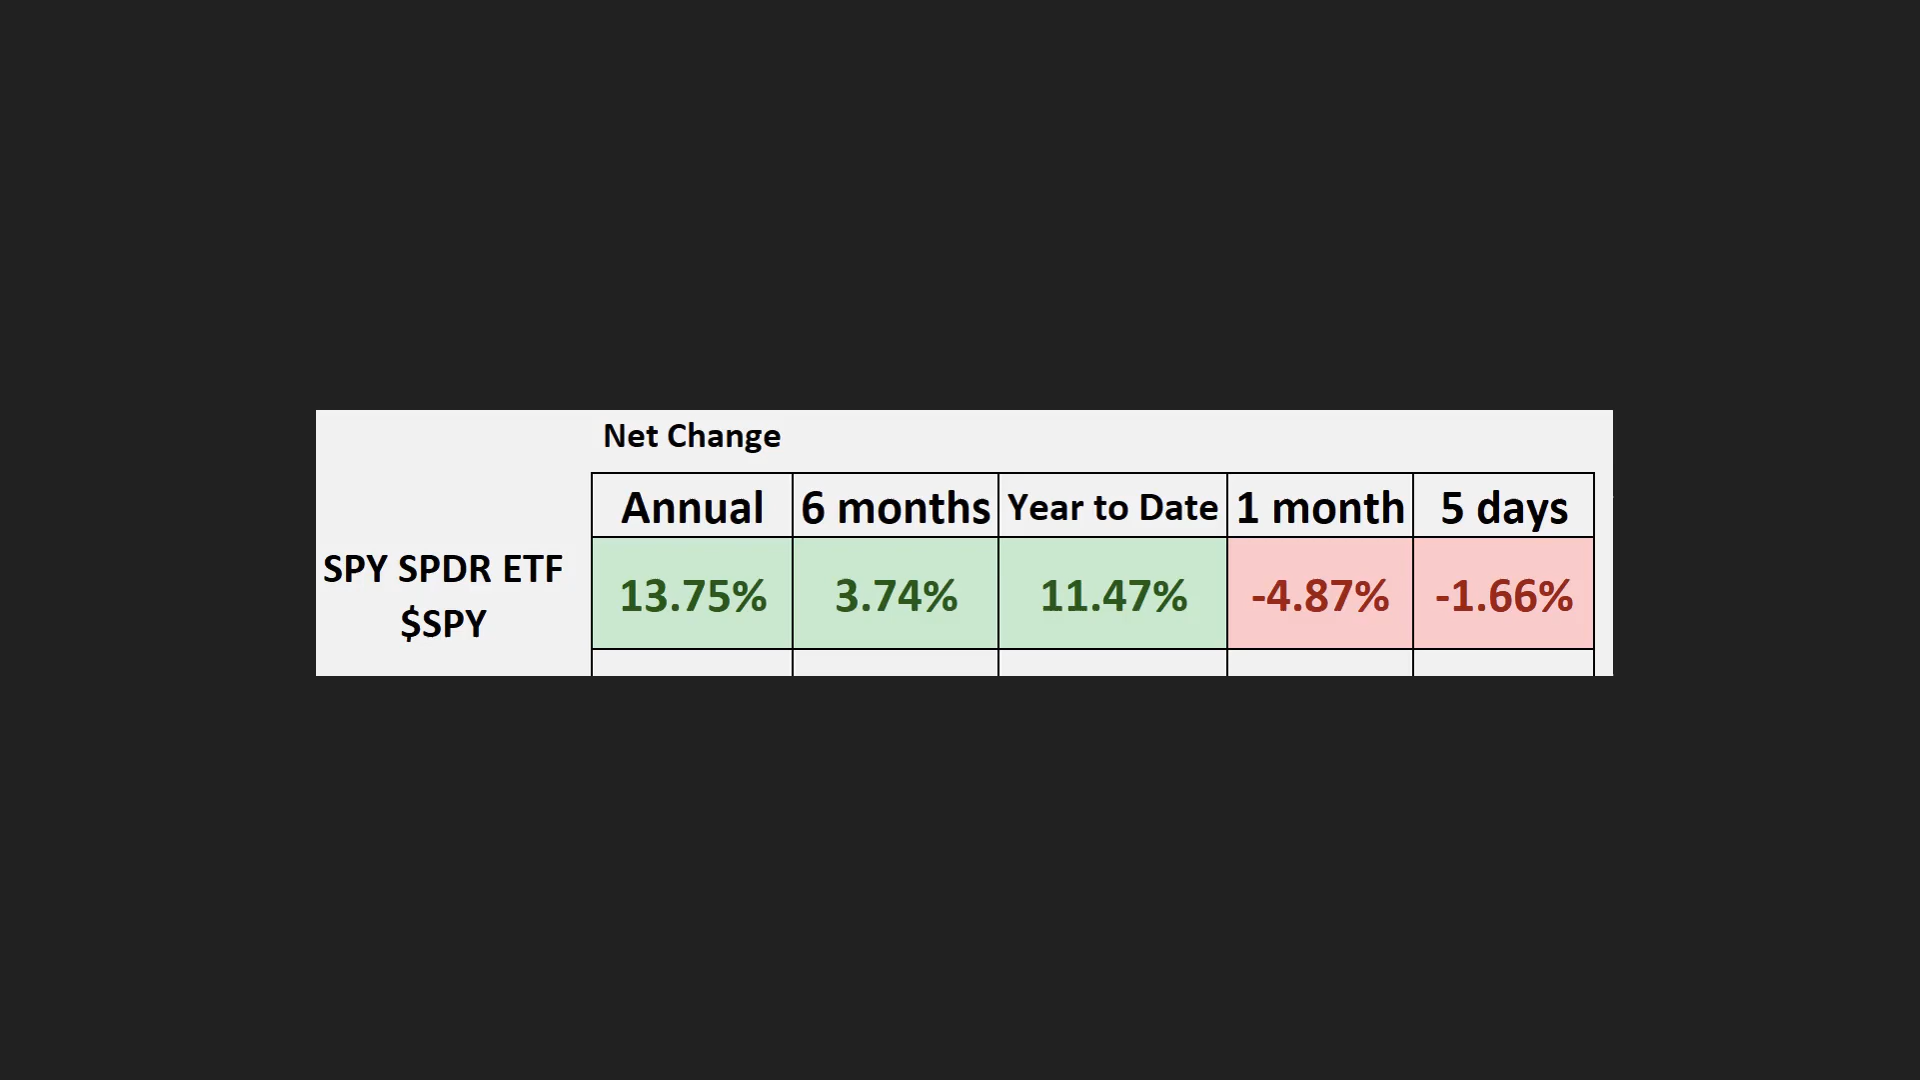 Net Change
Annual 6 months Year to Date 1 month 5 days
SPY SPDR ETF
$SPY
13.75% 3.74% 11.47% -4.87% -1.66%